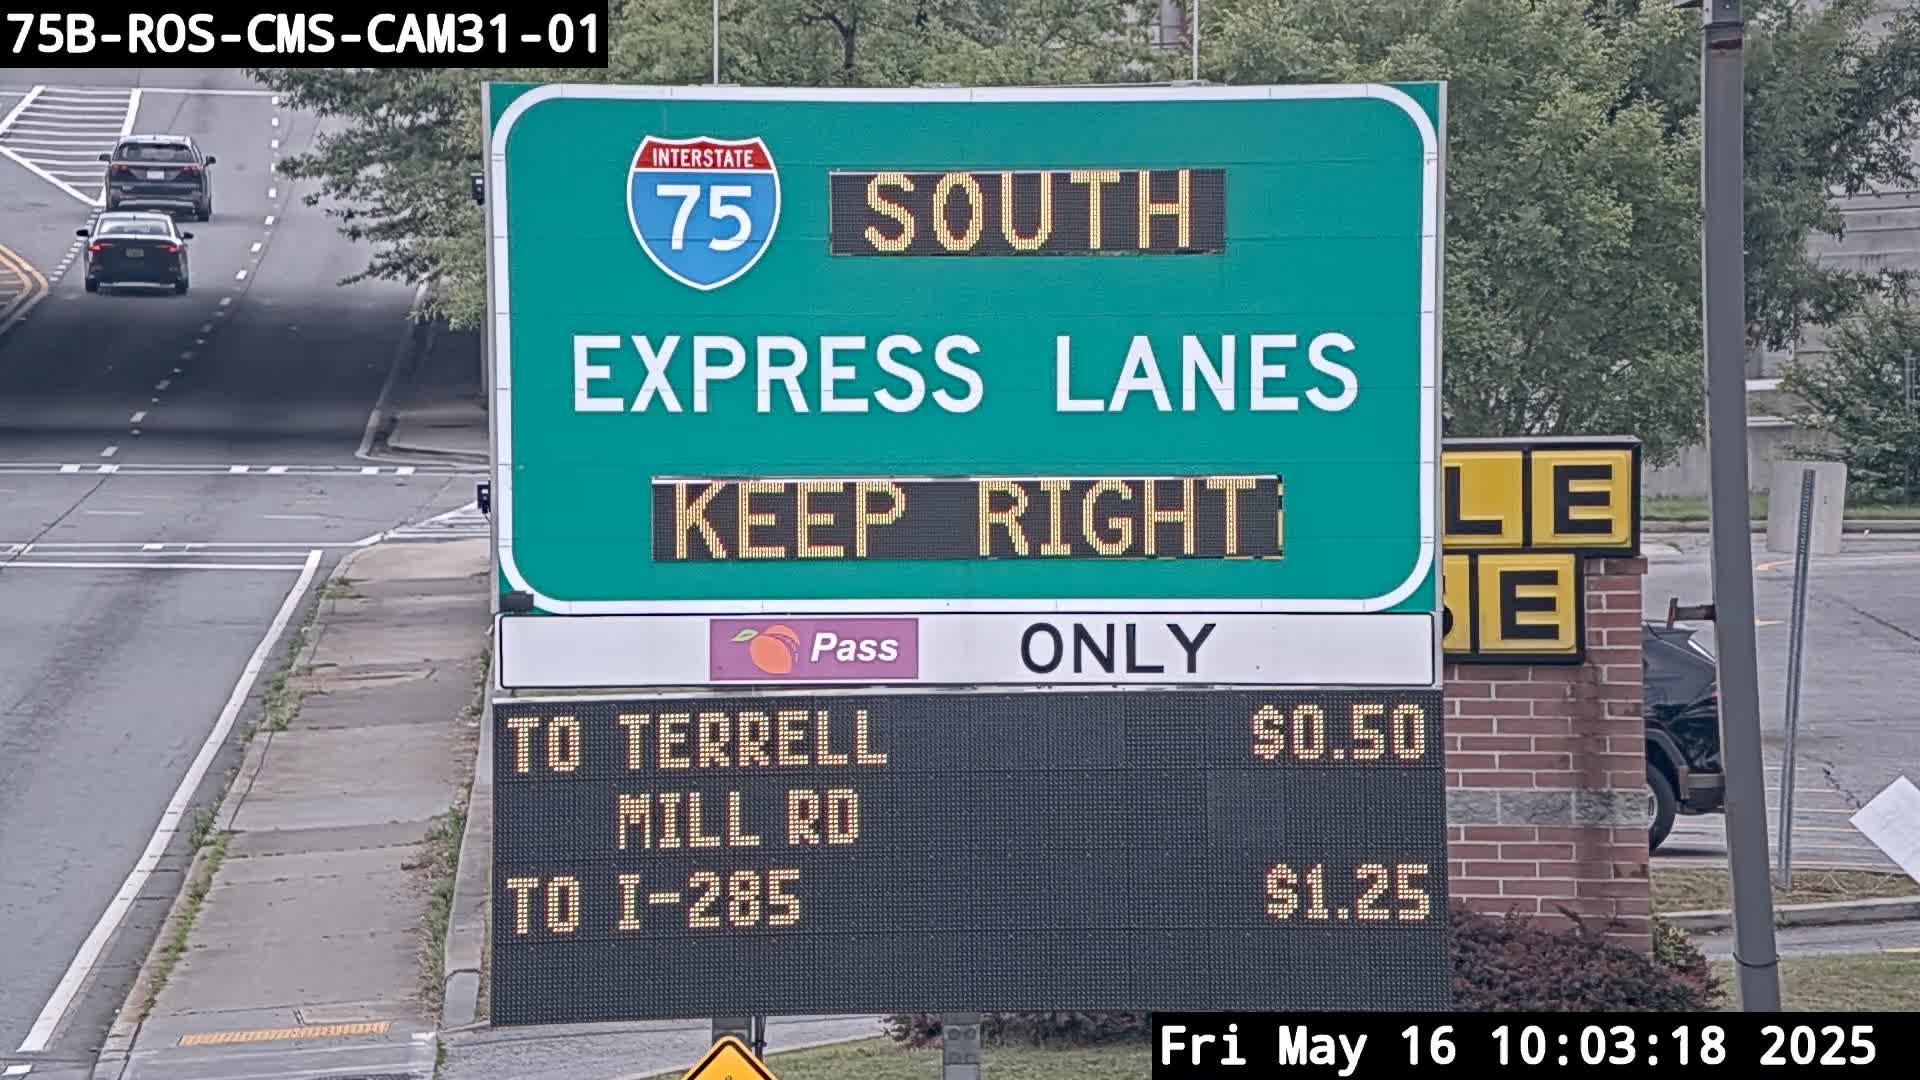 75B-ROS-CMS-CAM31-01
INTERSTATE
75 SOUTH
EXPRESS LANES
KEEP RIGHT
LE
E
Pass ONLY
TO TERRELL $0.50
MILL RD
TO I-285 $1.25
Fri May 16 10:03:18 2025